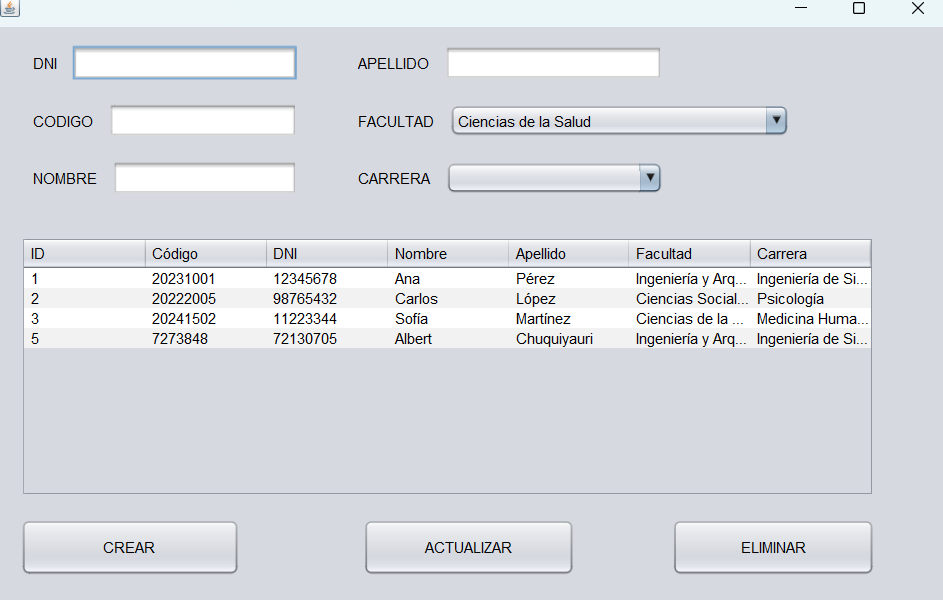 DNI APELLIDO
CODIGO FACULTAD Ciencias de la Salud
NOMBRE CARRERA
ID Código DNI Nombre Apellido Facultad Carrera
1 20231001 12345678 Ana Pérez Ingeniería y Arq... Ingeniería de Si...
2 20222005 98765432 Carlos López Ciencias Social... Psicología
3 20241502 11223344 Sofía Martínez Ciencias de la ... Medicina Huma...
5 7273848 72130705 Albert Chuquiyauri Ingeniería y Arq... Ingeniería de Si...
CREAR ACTUALIZAR ELIMINAR